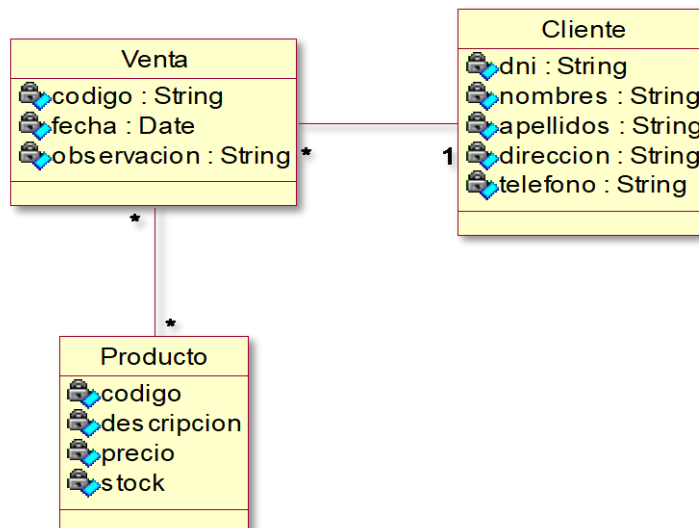 Venta
codigo : String
fecha : Date
observacion : String
*
1
Cliente
dni : String
nombres : String
apellidos : String
direccion : String
telefono : String
*
*
Producto
codigo
descripcion
precio
stock